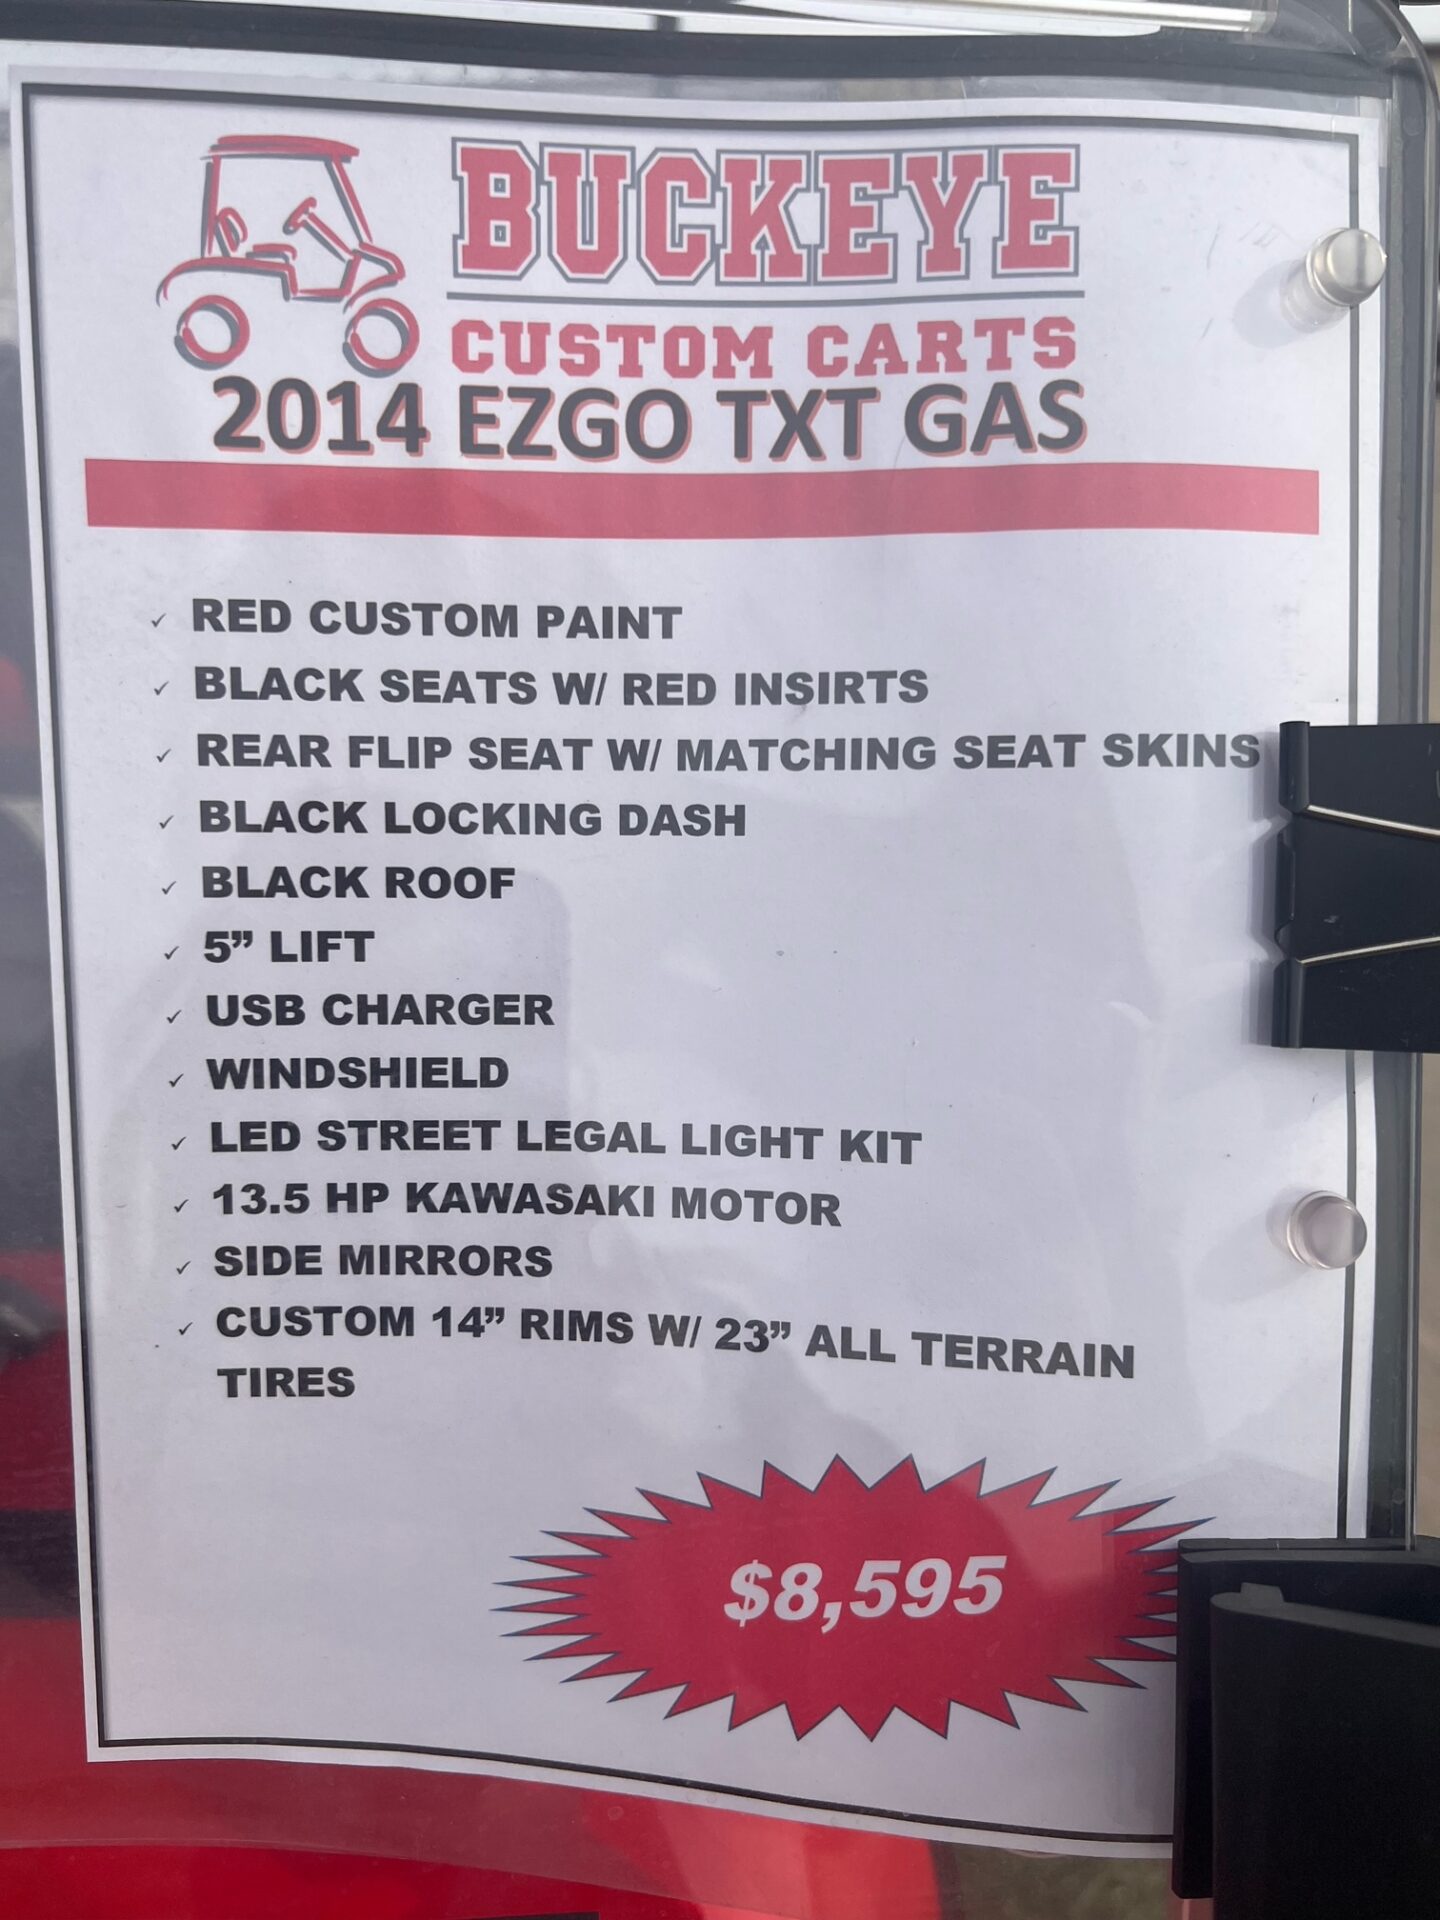 BUCKEYE
CUSTOM CARTS
2014 EZGO TXT GAS
✓ RED CUSTOM PAINT
✓ BLACK SEATS W/ RED INSIRTS
✓ REAR FLIP SEAT W/ MATCHING SEAT SKINS
✓ BLACK LOCKING DASH
✓ BLACK ROOF
✓ 5” LIFT
✓ USB CHARGER
✓ WINDSHIELD
✓ LED STREET LEGAL LIGHT KIT
✓ 13.5 HP KAWASAKI MOTOR
✓ SIDE MIRRORS
✓ CUSTOM 14” RIMS W/ 23” ALL TERRAIN
TIRES
$8,595